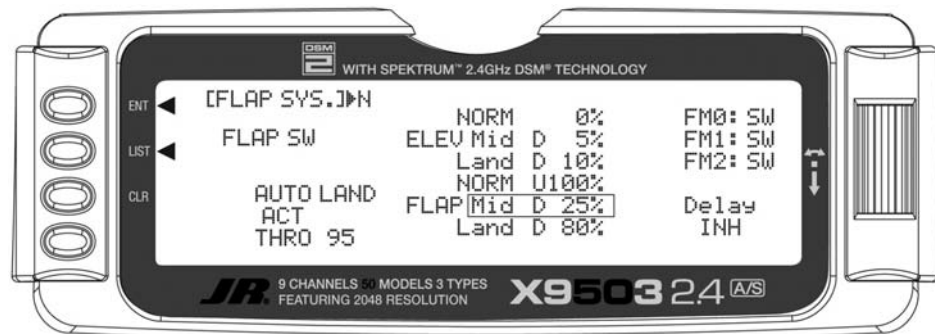 DSM 2 WITH SPEKTRUM™ 2.4GHz DSM® TECHNOLOGY
ENT
LIST
CLR
[FLAP SYS.]▶N
FLAP SW
AUTO LAND
ACT
THRO 95
NORM 0%
ELEV Mid D 5%
Land D 10%
NORM U100%
FLAP Mid D 25%
Land D 80%
FM0: SW
FM1: SW
FM2: SW
Delay
INH
JR. 9 CHANNELS 50 MODELS 3 TYPES
FEATURING 2048 RESOLUTION
X9503 2.4 A/S